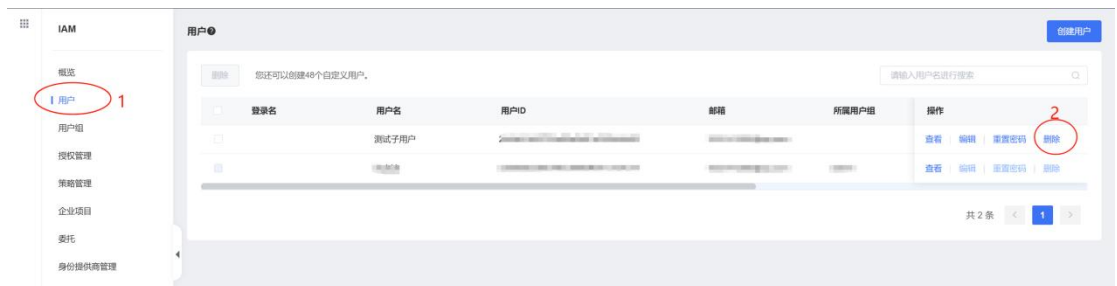 IAM
用户
创建用户
概览
删除 您还可以创建48个自定义用户。 请输入用户名进行搜索
用户 1
登录名 用户名 用户ID 邮箱 所属用户组 操作 2
用户组
测试子用户 查看 编辑 重置密码 删除
授权管理
查看 编辑 重置密码 删除
策略管理
企业项目
共 2 条 < 1 >
委托
身份提供商管理